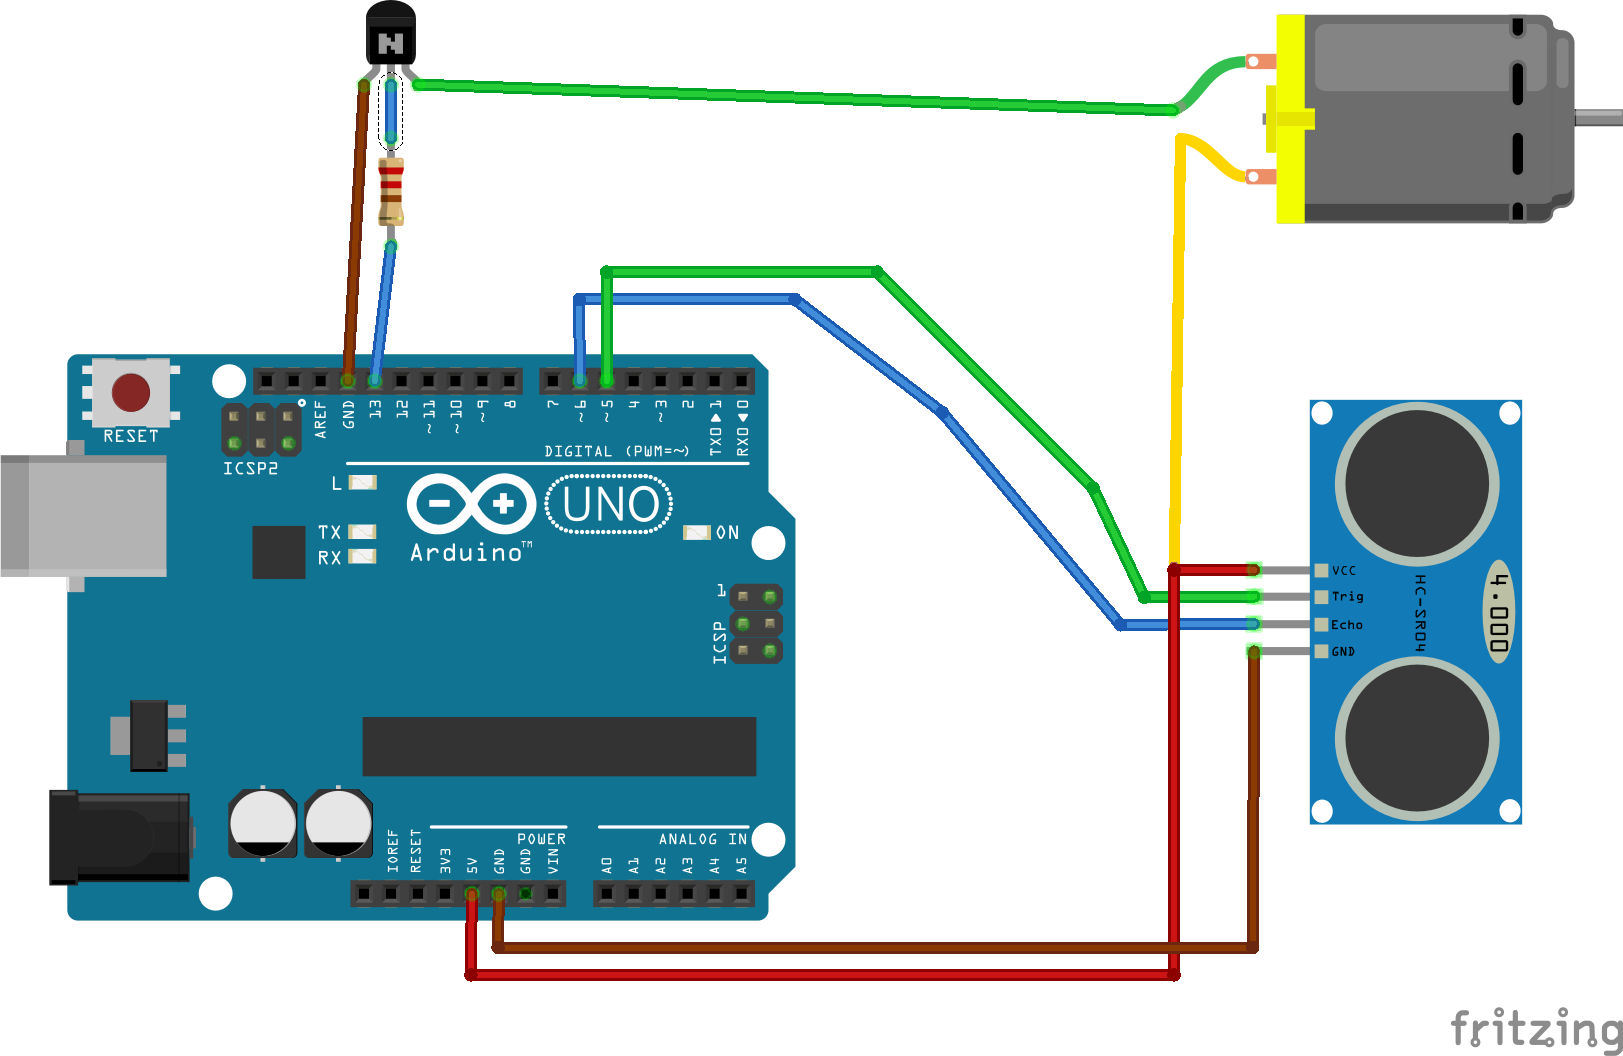 N
RESET
ICSP2
AREF
GND
13
12
~11
~10
~9
8
7
~6
~5
4
~3
2
TX0▶1
RX0◀0
DIGITAL (PWM=~)
L
TX
RX
UNO
Arduino™
ON
1
ICSP
VCC
Trig
Echo
GND
HC-SR04
4.000
POWER
ANALOG IN
IOREF
RESET
3V3
5V
GND
GND
VIN
A0
A1
A2
A3
A4
A5
fritzing